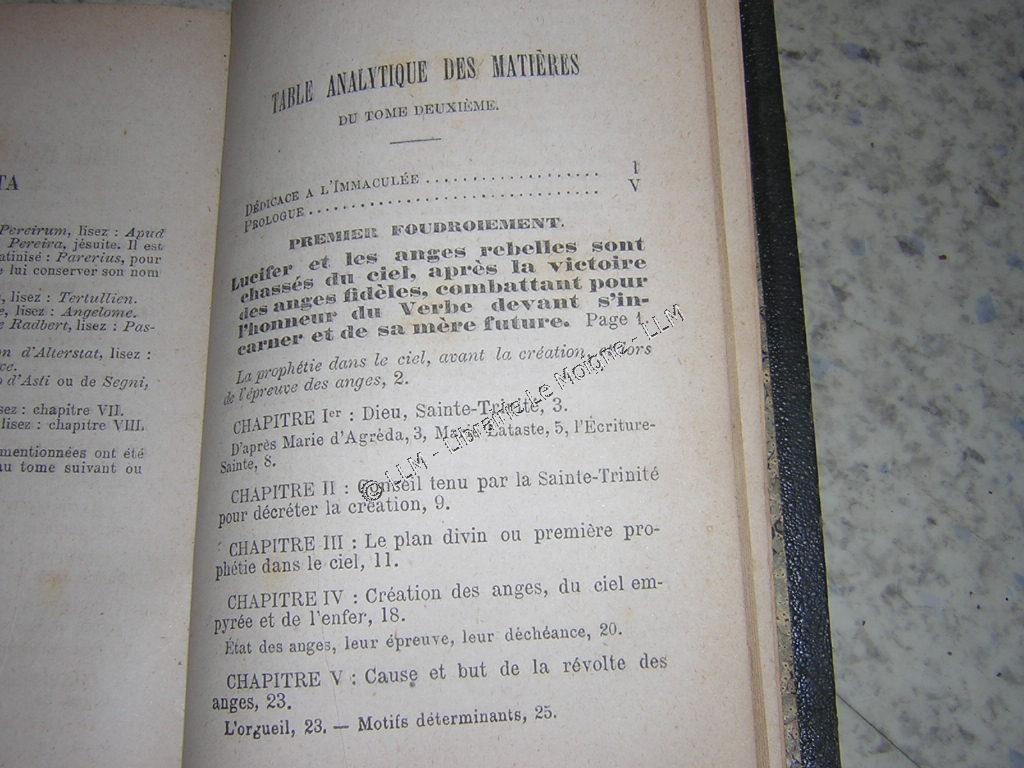 TA
Pereirum, lisez : Apud
Pereira, jésuite. Il est
atinisé : Parerius, pour
e lui conserver son nom
, lisez : Tertullien.
e, lisez : Angelome.
e Radbert, lisez : Pas-
on d'Alterstat, lisez :
ve.
o d'Asti ou de Segni,
sez : chapitre VII.
lisez : chapitre VIII.
mentionnées ont été
au tome suivant ou
TABLE ANALYTIQUE DES MATIÈRES
DU TOME DEUXIÈME.
DÉDICACE A L'IMMACULÉE .................... I
PROLOGUE .................................. V
PREMIER FOUDROIEMENT.
Lucifer et les anges rebelles sont
chassés du ciel, après la victoire
des anges fidèles, combattant pour
l'honneur du Verbe devant s'in-
carner et de sa mère future. Page 1.
La prophétie dans le ciel, avant la création, et lors
de l'épreuve des anges, 2.
CHAPITRE Ier : Dieu, Sainte-Trinité, 3.
D'après Marie d'Agréda, 3, Marie Lataste, 5, l'Écriture-
Sainte, 8.
CHAPITRE II : Conseil tenu par la Sainte-Trinité
pour décréter la création, 9.
CHAPITRE III : Le plan divin ou première pro-
phétie dans le ciel, 11.
CHAPITRE IV : Création des anges, du ciel em-
pyrée et de l'enfer, 18.
État des anges, leur épreuve, leur déchéance, 20.
CHAPITRE V : Cause et but de la révolte des
anges, 23.
L'orgueil, 23. — Motifs déterminants, 25.
© LLM - Librairie Le Moigne - LLM